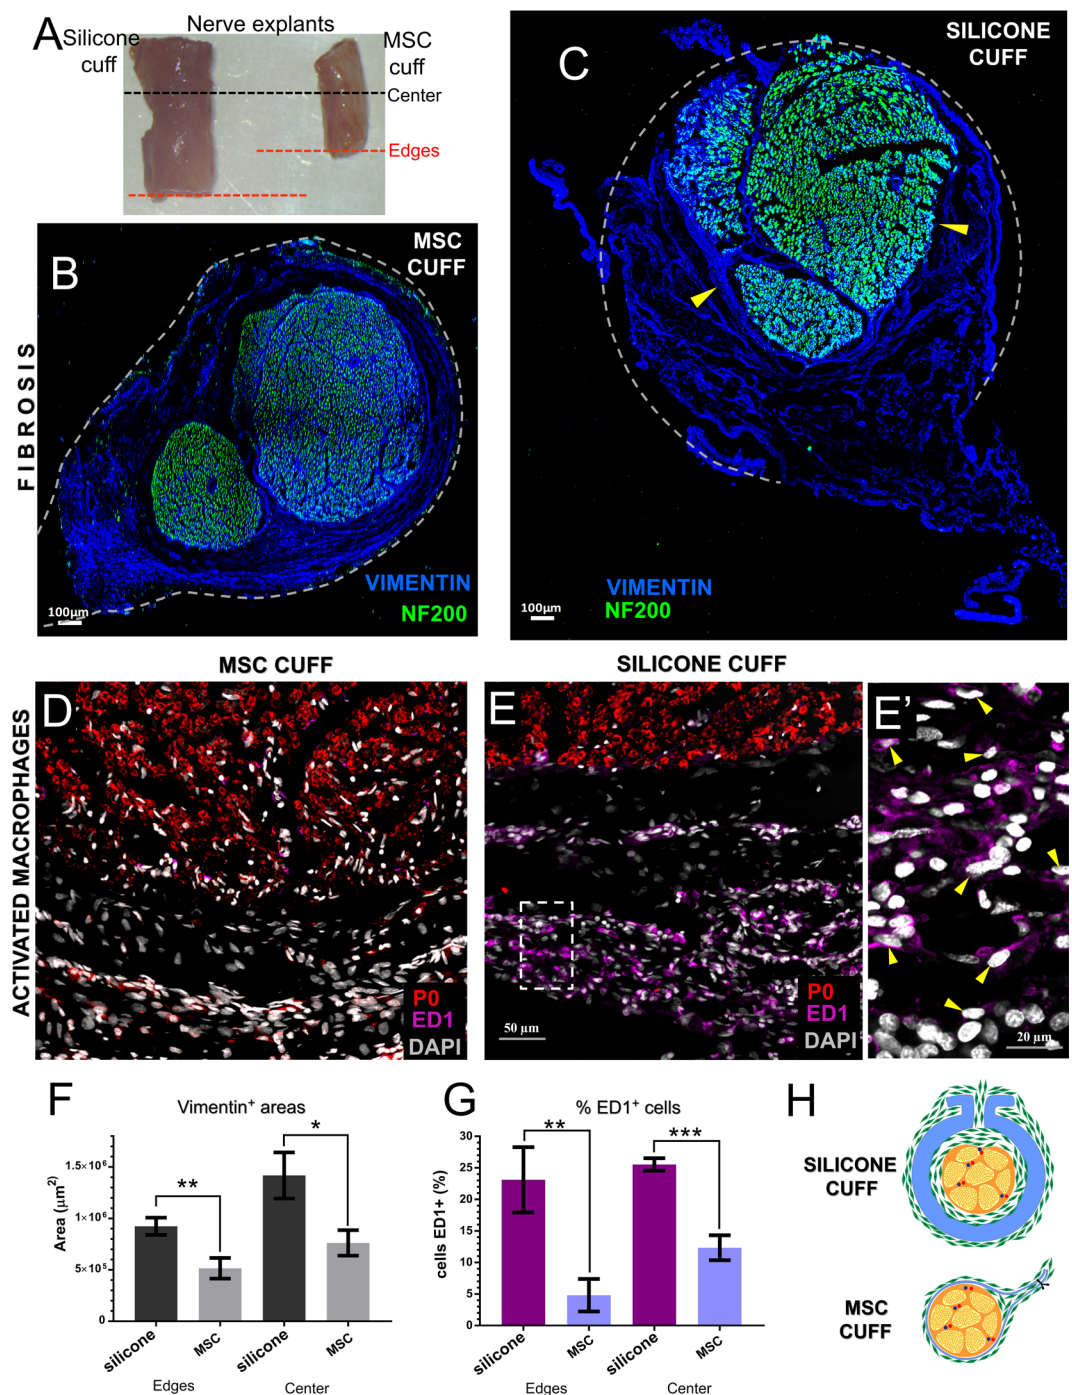 A
Nerve explants
Silicone
cuff
MSC
cuff
Center
Edges
C
SILICONE
CUFF
VIMENTIN
NF200
100µm
FIBROSIS
B
MSC
CUFF
VIMENTIN
NF200
100µm
MSC CUFF
SILICONE CUFF
ACTIVATED MACROPHAGES
D
P0
ED1
DAPI
E
P0
ED1
DAPI
50 µm
E'
20 µm
F
Vimentin⁺ areas
Area (µm²)
1.5×10⁶
1×10⁶
5×10⁵
0
**
*
silicone
MSC
silicone
MSC
Edges
Center
G
% ED1⁺ cells
cells ED1+ (%)
30
25
20
15
10
5
0
**
***
silicone
MSC
silicone
MSC
Edges
Center
H
SILICONE
CUFF
MSC
CUFF